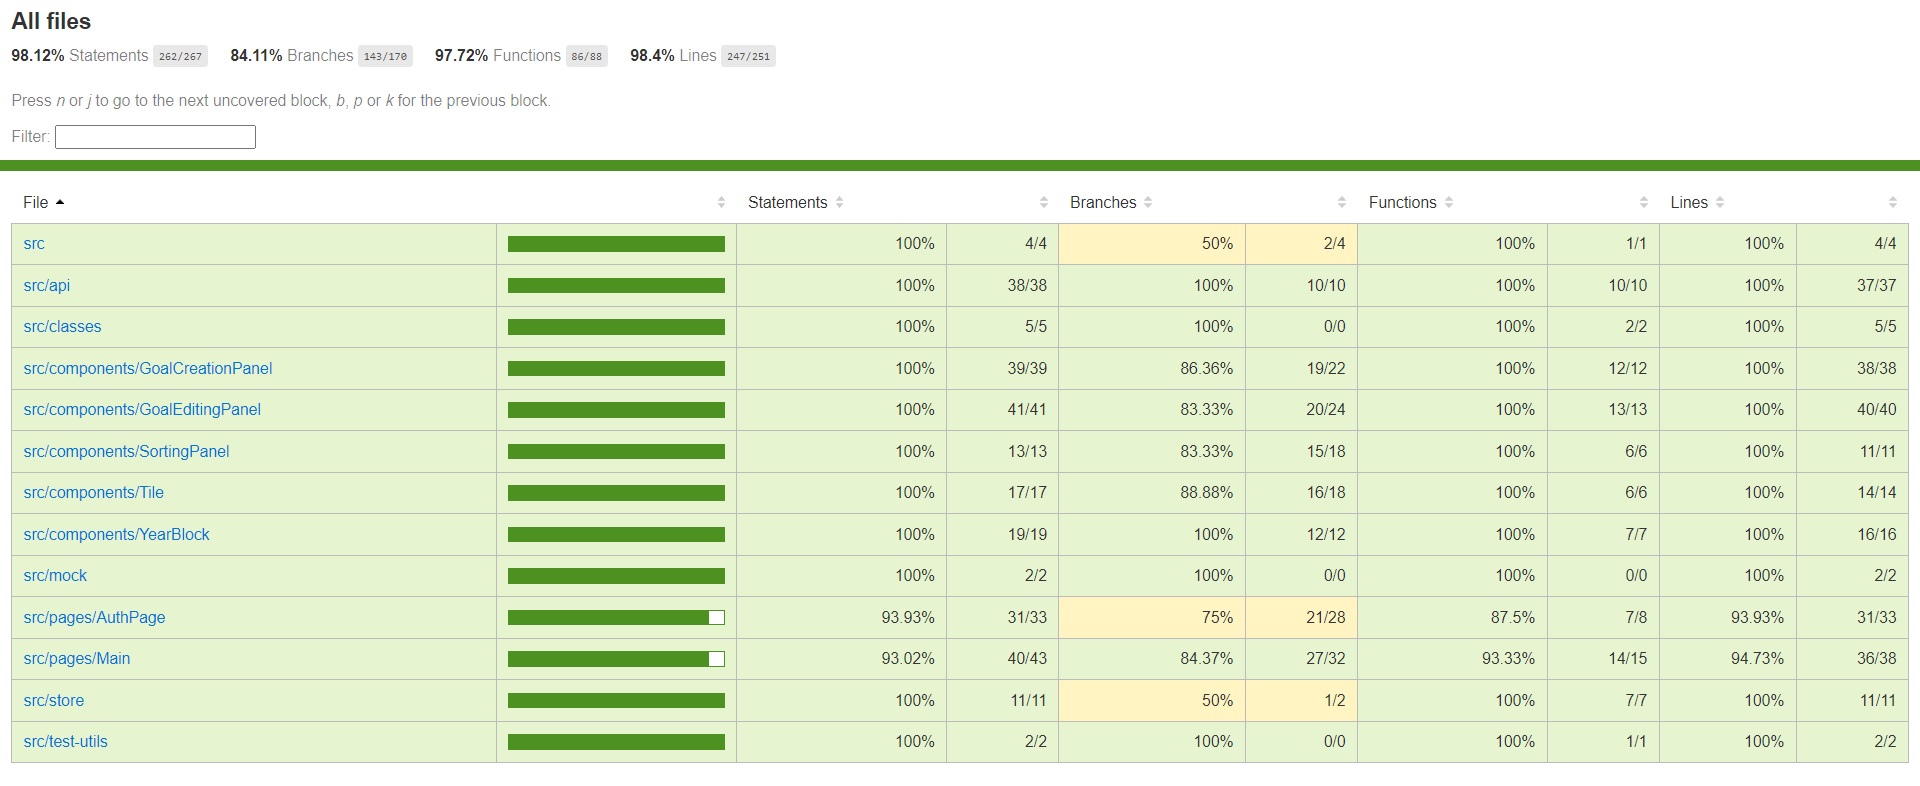 All files
98.12% Statements 262/267 84.11% Branches 143/170 97.72% Functions 86/88 98.4% Lines 247/251
Press n or j to go to the next uncovered block, b, p or k for the previous block.
Filter:
File Statements Branches Functions Lines
src 100% 4/4 50% 2/4 100% 1/1 100% 4/4
src/api 100% 38/38 100% 10/10 100% 10/10 100% 37/37
src/classes 100% 5/5 100% 0/0 100% 2/2 100% 5/5
src/components/GoalCreationPanel 100% 39/39 86.36% 19/22 100% 12/12 100% 38/38
src/components/GoalEditingPanel 100% 41/41 83.33% 20/24 100% 13/13 100% 40/40
src/components/SortingPanel 100% 13/13 83.33% 15/18 100% 6/6 100% 11/11
src/components/Tile 100% 17/17 88.88% 16/18 100% 6/6 100% 14/14
src/components/YearBlock 100% 19/19 100% 12/12 100% 7/7 100% 16/16
src/mock 100% 2/2 100% 0/0 100% 0/0 100% 2/2
src/pages/AuthPage 93.93% 31/33 75% 21/28 87.5% 7/8 93.93% 31/33
src/pages/Main 93.02% 40/43 84.37% 27/32 93.33% 14/15 94.73% 36/38
src/store 100% 11/11 50% 1/2 100% 7/7 100% 11/11
src/test-utils 100% 2/2 100% 0/0 100% 1/1 100% 2/2